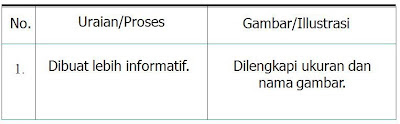 No. Uraian/Proses Gambar/Illustrasi
1. Dibuat lebih informatif. Dilengkapi ukuran dan
nama gambar.